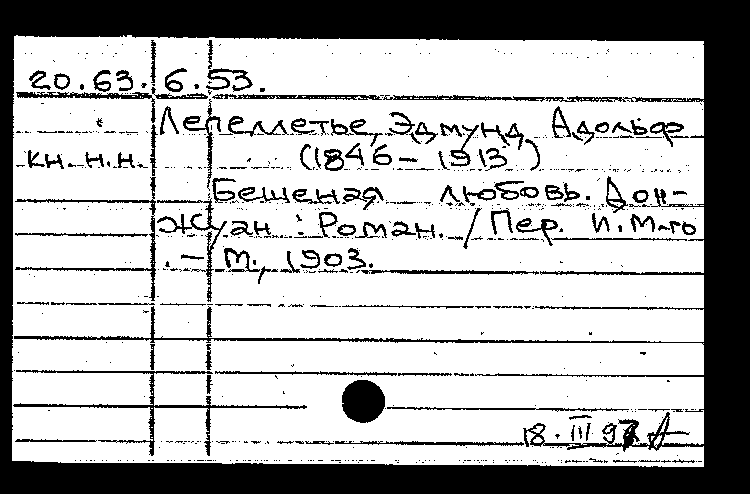 20.63.6.53.
Лепеллетье, Эдмунд Адольф
кн. н.н. (1846 – 1913)
Бешеная любовь. Дон-
Жуан : Роман. / Пер. И. М-го
. – М., 1903.
18. III 97.